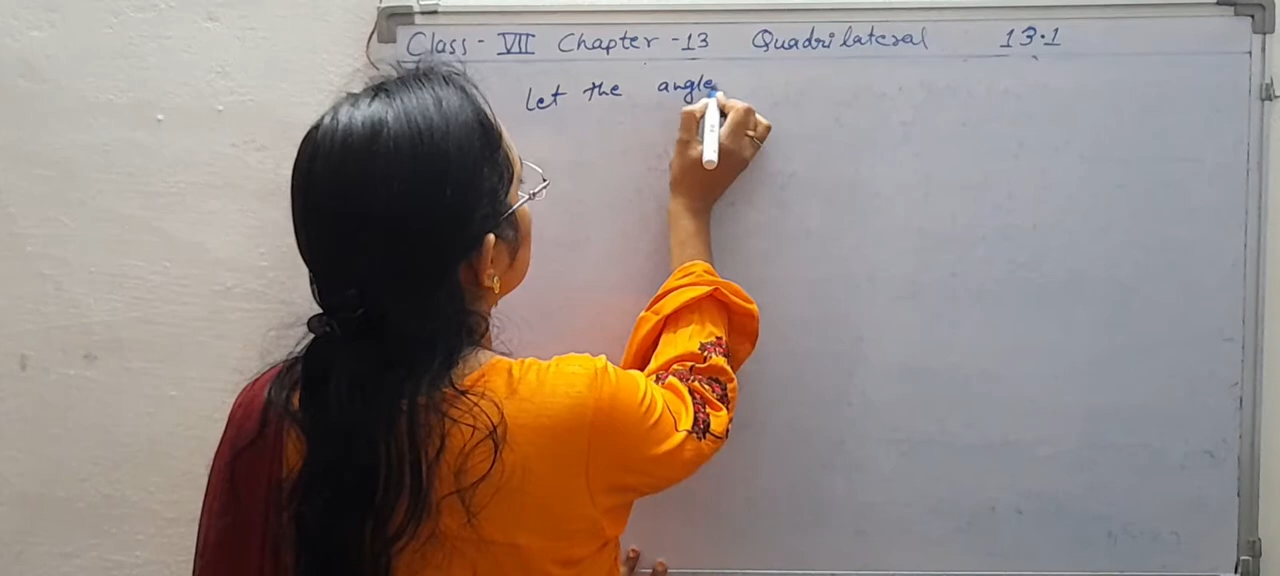 Class - VII Chapter -13 Quadrilateral 13.1
let the angle